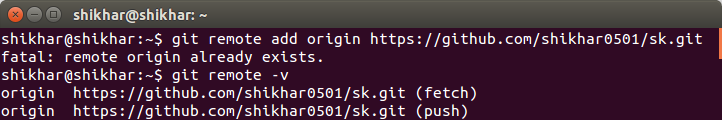 shikhar@shikhar: ~
shikhar@shikhar:~$ git remote add origin https://github.com/shikhar0501/sk.git
fatal: remote origin already exists.
shikhar@shikhar:~$ git remote -v
origin  https://github.com/shikhar0501/sk.git (fetch)
origin  https://github.com/shikhar0501/sk.git (push)